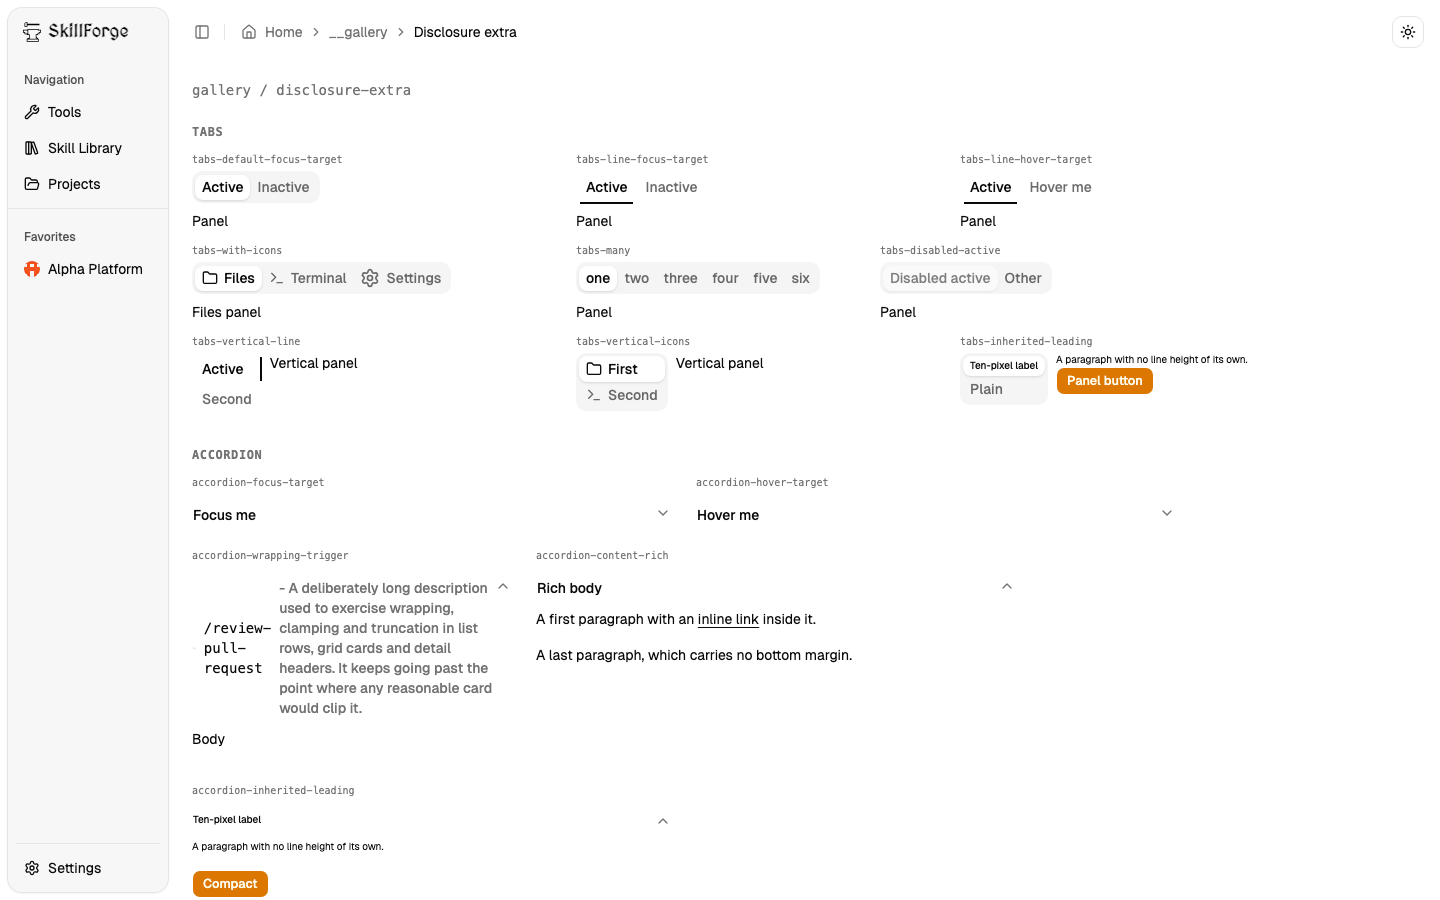 SkillForge
Navigation
Tools
Skill Library
Projects
Favorites
Alpha Platform
Settings
Home
__gallery
Disclosure extra
gallery / disclosure-extra
TABS
tabs-default-focus-target
Active Inactive
Panel
tabs-line-focus-target
Active Inactive
Panel
tabs-line-hover-target
Active Hover me
Panel
tabs-with-icons
Files Terminal Settings
Files panel
tabs-many
one two three four five six
Panel
tabs-disabled-active
Disabled active Other
Panel
tabs-vertical-line
Active
Second
Vertical panel
tabs-vertical-icons
First
Second
Vertical panel
tabs-inherited-leading
Ten-pixel label
Plain
A paragraph with no line height of its own.
Panel button
ACCORDION
accordion-focus-target
Focus me
accordion-hover-target
Hover me
accordion-wrapping-trigger
/review-
pull-
request
- A deliberately long description
used to exercise wrapping,
clamping and truncation in list
rows, grid cards and detail
headers. It keeps going past the
point where any reasonable card
would clip it.
Body
accordion-content-rich
Rich body
A first paragraph with an inline link inside it.
A last paragraph, which carries no bottom margin.
accordion-inherited-leading
Ten-pixel label
A paragraph with no line height of its own.
Compact